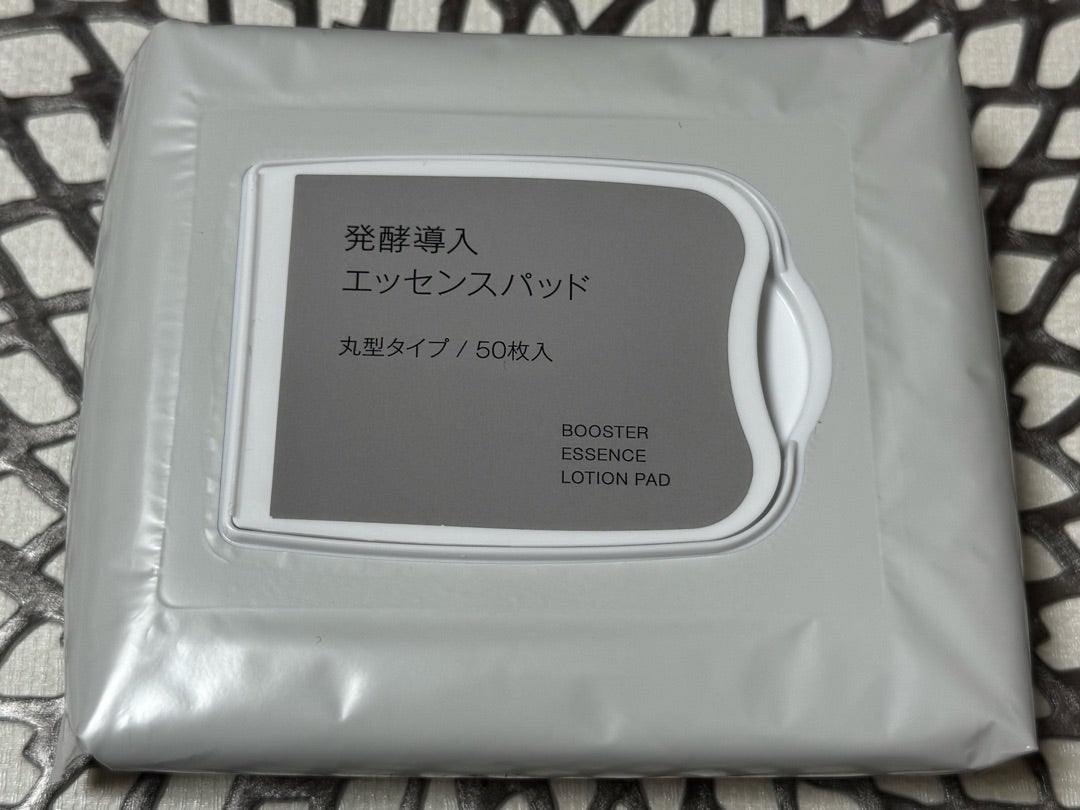 発酵導入
エッセンスパッド
丸型タイプ / 50枚入
BOOSTER
ESSENCE
LOTION PAD